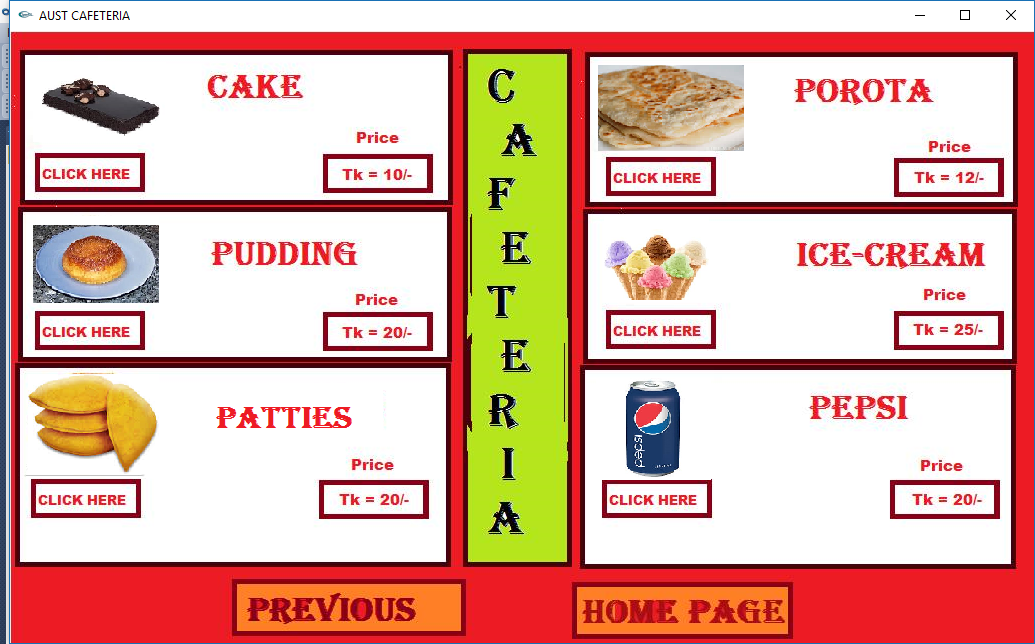 AUST CAFETERIA
CAKE
Price
CLICK HERE
Tk = 10/-
PUDDING
Price
CLICK HERE
Tk = 20/-
PATTIES
Price
CLICK HERE
Tk = 20/-
C
A
F
E
T
E
R
I
A
POROTA
Price
CLICK HERE
Tk = 12/-
ICE-CREAM
Price
CLICK HERE
Tk = 25/-
PEPSI
pepsi
Price
CLICK HERE
Tk = 20/-
PREVIOUS
HOME PAGE